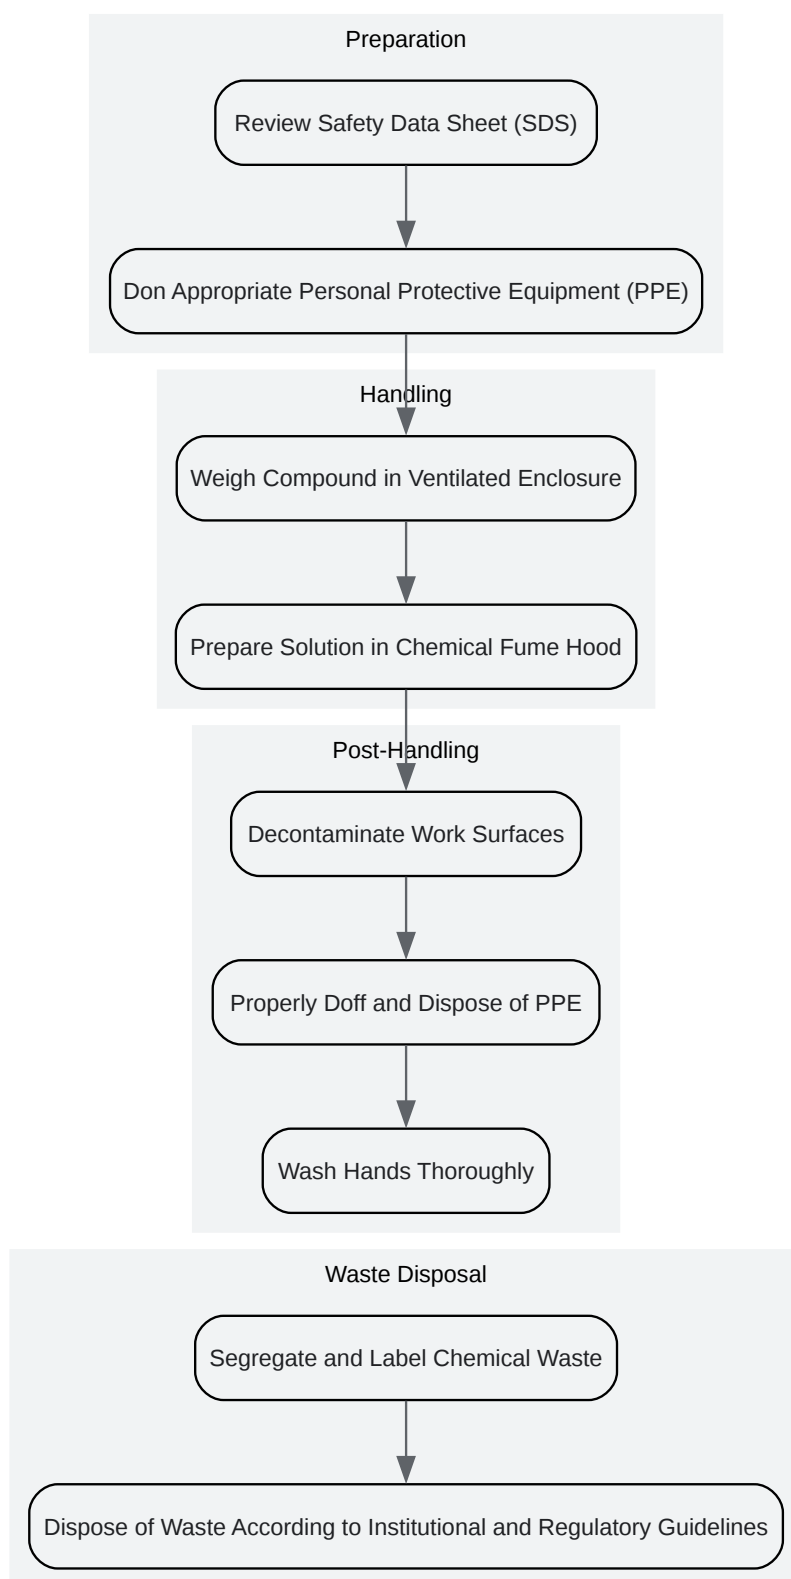 Preparation
Review Safety Data Sheet (SDS)
Don Appropriate Personal Protective Equipment (PPE)
Handling
Weigh Compound in Ventilated Enclosure
Prepare Solution in Chemical Fume Hood
Post-Handling
Decontaminate Work Surfaces
Properly Doff and Dispose of PPE
Wash Hands Thoroughly
Waste Disposal
Segregate and Label Chemical Waste
Dispose of Waste According to Institutional and Regulatory Guidelines